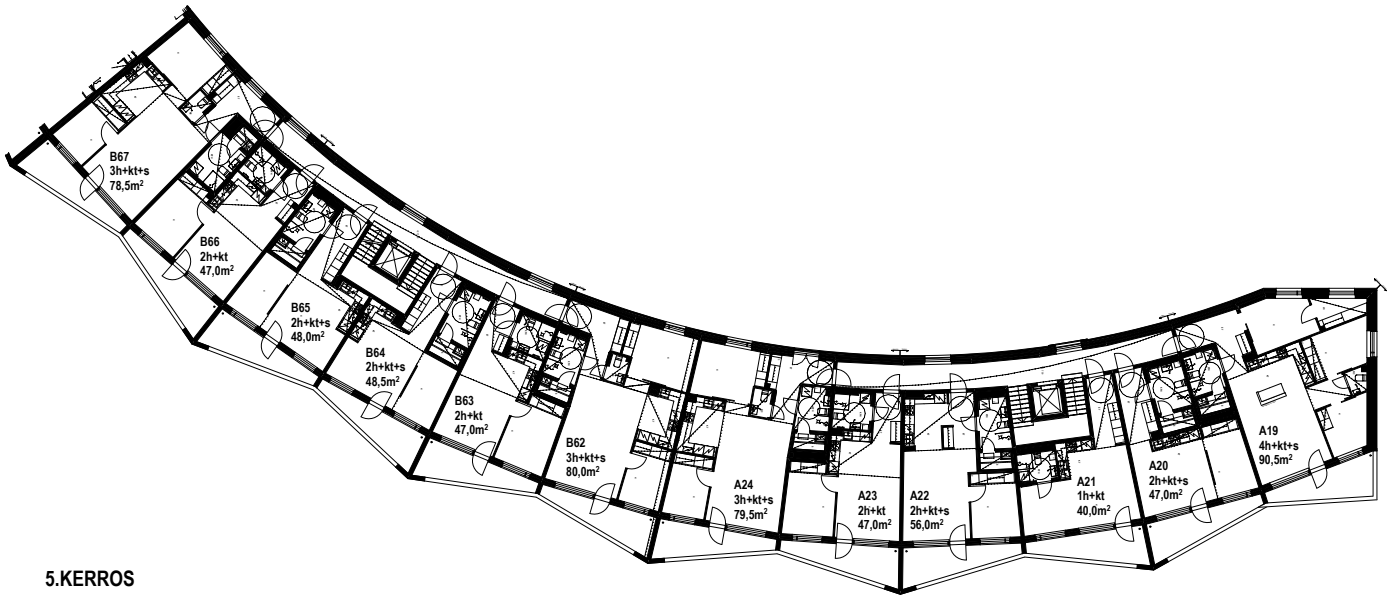 B67
3h+kt+s
78,5m²
B66
2h+kt
47,0m²
B65
2h+kt+s
48,0m²
B64
2h+kt+s
48,5m²
B63
2h+kt
47,0m²
B62
3h+kt+s
80,0m²
A24
3h+kt+s
79,5m²
A23
2h+kt
47,0m²
A22
2h+kt+s
56,0m²
A21
1h+kt
40,0m²
A20
2h+kt+s
47,0m²
A19
4h+kt+s
90,5m²
5.KERROS